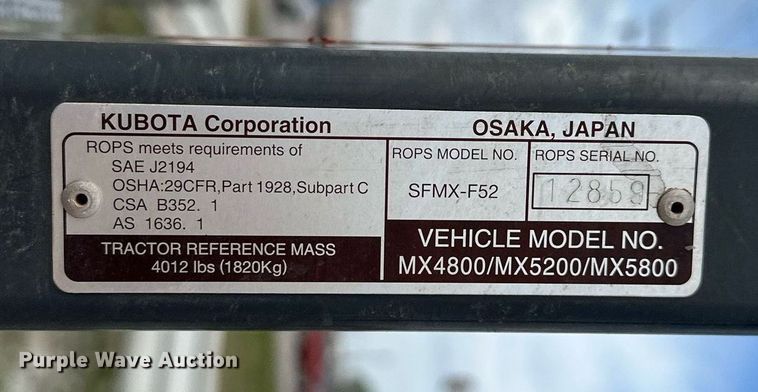 KUBOTA Corporation OSAKA, JAPAN
ROPS meets requirements of
SAE J2194
OSHA:29CFR,Part 1928,Subpart C
CSA B352. 1
AS 1636. 1
TRACTOR REFERENCE MASS
4012 lbs (1820Kg)
ROPS MODEL NO.
SFMX-F52
ROPS SERIAL NO.
12859
VEHICLE MODEL NO.
MX4800/MX5200/MX5800
Purple Wave Auction